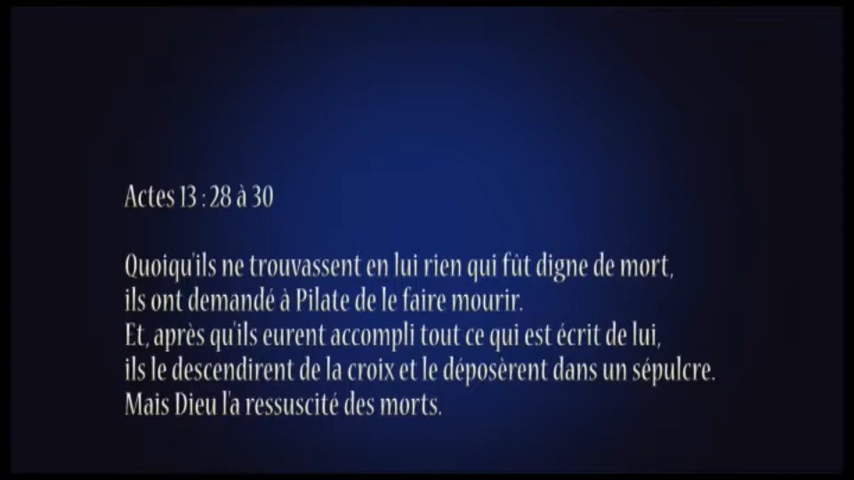 Actes 13 : 28 à 30
Quoiqu'ils ne trouvassent en lui rien qui fût digne de mort,
ils ont demandé à Pilate de le faire mourir.
Et, après qu'ils eurent accompli tout ce qui est écrit de lui,
ils le descendirent de la croix et le déposèrent dans un sépulcre.
Mais Dieu l'a ressuscité des morts.